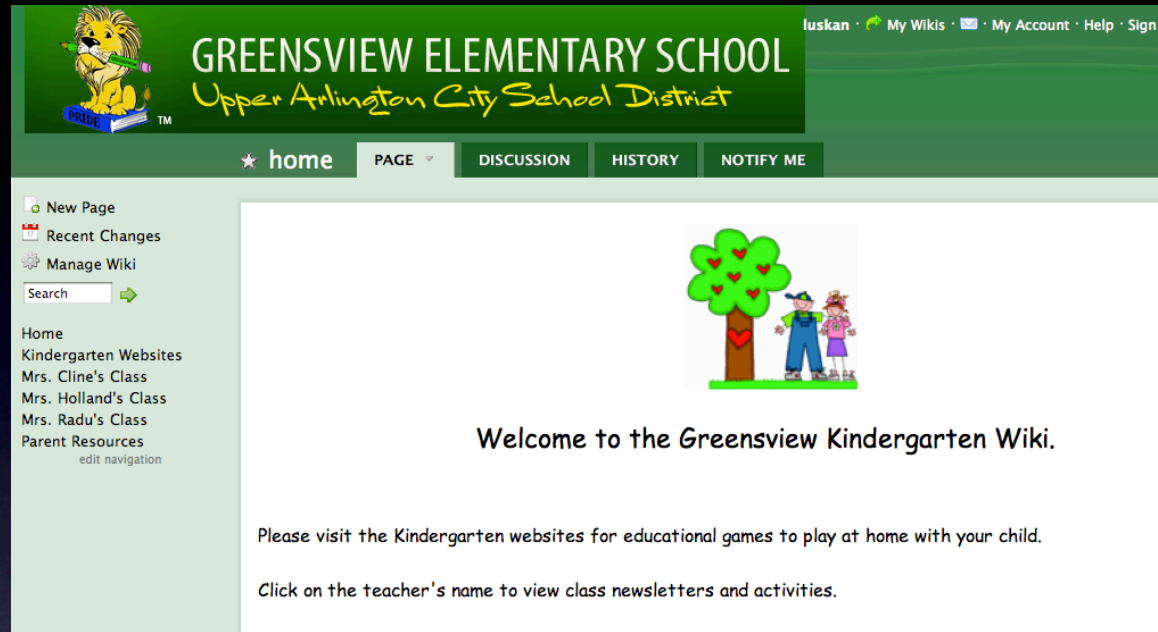 luskan · My Wikis · · My Account · Help · Sign
GREENSVIEW ELEMENTARY SCHOOL
Upper Arlington City School District
PRIDE TM
home PAGE DISCUSSION HISTORY NOTIFY ME
New Page
17 Recent Changes
Manage Wiki
Search
Home
Kindergarten Websites
Mrs. Cline's Class
Mrs. Holland's Class
Mrs. Radu's Class
Parent Resources
edit navigation
Welcome to the Greensview Kindergarten Wiki.
Please visit the Kindergarten websites for educational games to play at home with your child.
Click on the teacher's name to view class newsletters and activities.